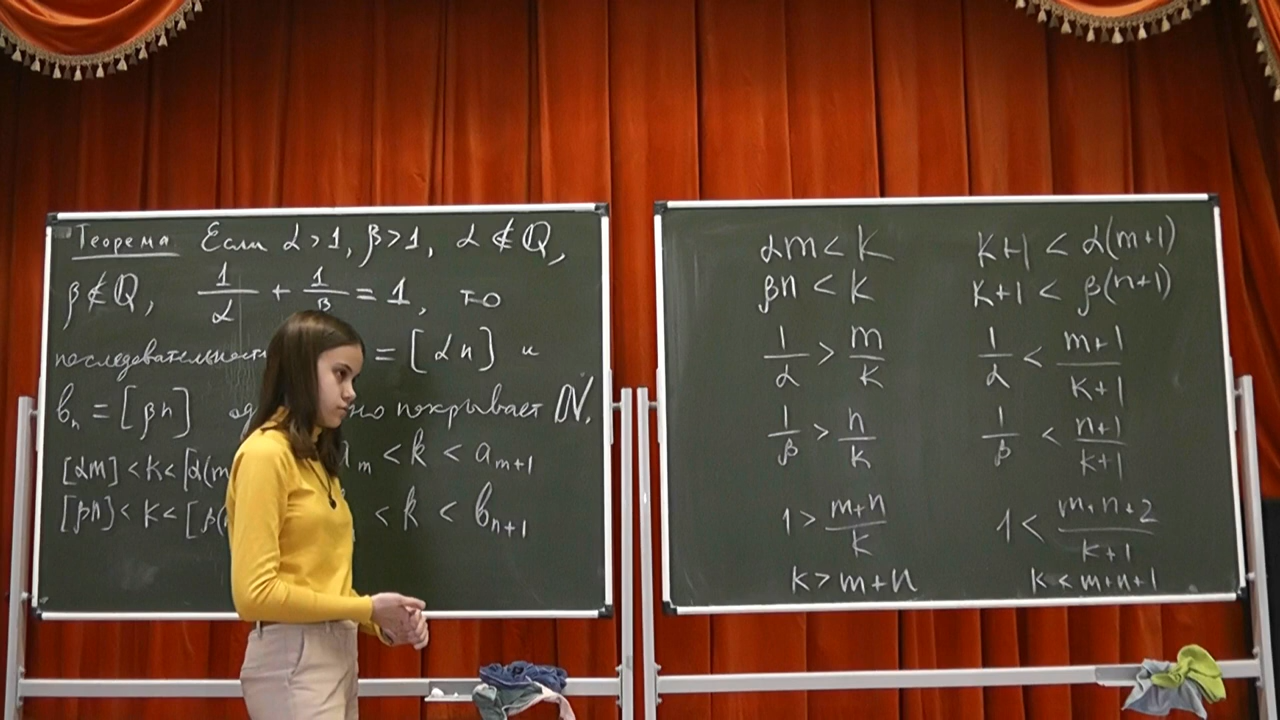 Теорема Если α>1, β>1, α∉ℚ,
β∉ℚ, 1/α + 1/β = 1, то
последовательности = [αn] и
bₙ = [βn] но покрывает ℕ.
[αm] < k < [α(m aₘ < k < aₘ₊₁
[βn] < k < [β( < k < bₙ₊₁
αm < k
βn < k
1/α > m/k
1/β > n/k
1 > (m+n)/k
k > m+n
k+1 < α(m+1)
k+1 < β(n+1)
1/α < (m+1)/(k+1)
1/β < (n+1)/(k+1)
1 < (m+n+2)/(k+1)
k < m+n+1